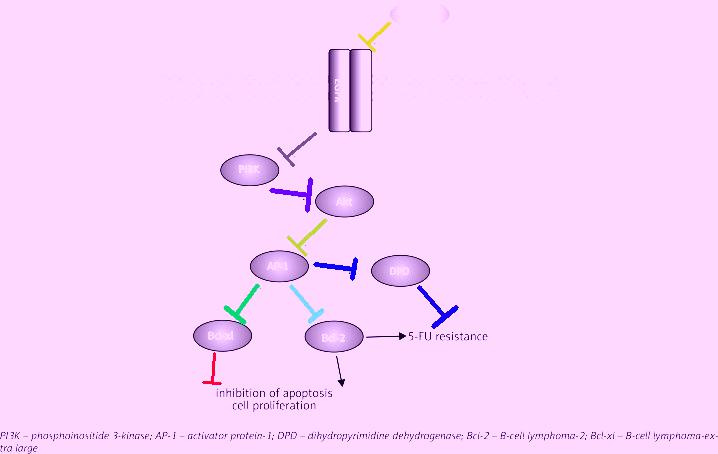 PI3K
Akt
AP-1
DPD
Bcl-xl
Bcl-2
5-FU resistance
inhibition of apoptosis
cell proliferation
PI3K – phosphoinositide 3-kinase; AP-1 – activator protein-1; DPD – dihydropyrimidine dehydrogenase; Bcl-2 – B-cell lymphoma-2; Bcl-xl – B-cell lymphoma-ex-
tra large